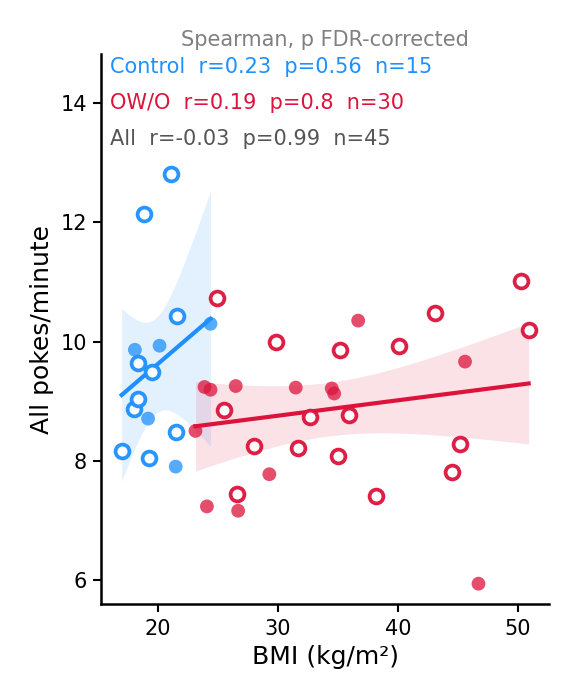 Spearman, p FDR-corrected
Control  r=0.23  p=0.56  n=15
OW/O  r=0.19  p=0.8  n=30
All  r=-0.03  p=0.99  n=45
14
12
10
8
6
All pokes/minute
20 30 40 50
BMI (kg/m²)